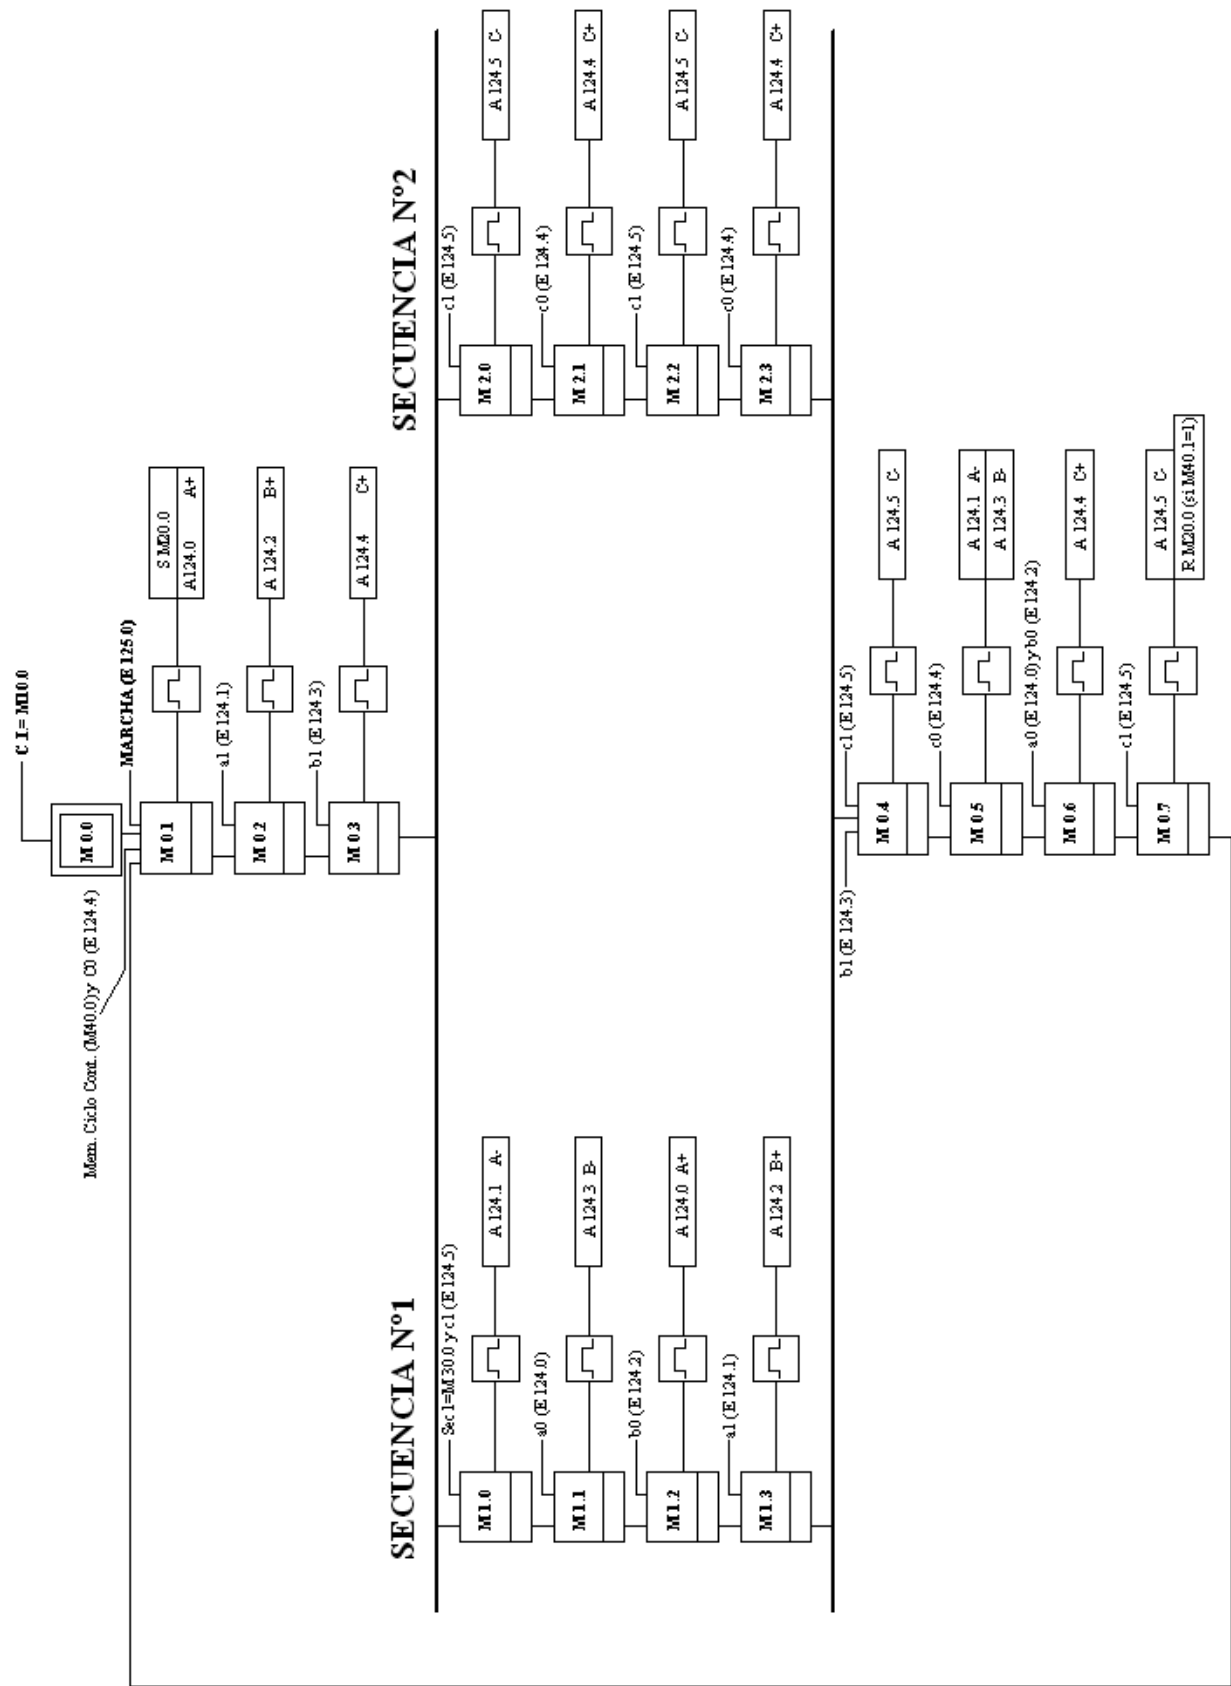 C.I.= M10.0
M 0.0
Mem. Ciclo Cont. (M40.0) y C0 (E 124.4)
MARCHA (E 125.0)
M 0.1
S M20.0
A124.0 A+
a1 (E 124.1)
M 0.2
A 124.2 B+
b1 (E 124.3)
M 0.3
A 124.4 C+
SECUENCIA Nº1
Sec1=M30.0 y c1 (E124.5)
M 1.0
A 124.1 A-
a0 (E 124.0)
M 1.1
A 124.3 B-
b0 (E 124.2)
M 1.2
A 124.0 A+
a1 (E 124.1)
M 1.3
A 124.2 B+
SECUENCIA Nº2
c1 (E 124.5)
M 2.0
A 124.5 C-
c0 (E 124.4)
M 2.1
A 124.4 C+
c1 (E 124.5)
M 2.2
A 124.5 C-
c0 (E 124.4)
M 2.3
A 124.4 C+
b1 (E 124.3)
c1 (E 124.5)
M 0.4
A 124.5 C-
c0 (E 124.4)
M 0.5
A 124.1 A-
A 124.3 B-
a0 (E 124.0) y b0 (E 124.2)
M 0.6
A 124.4 C+
c1 (E 124.5)
M 0.7
A 124.5 C-
R M20.0 (si M40.1=1)